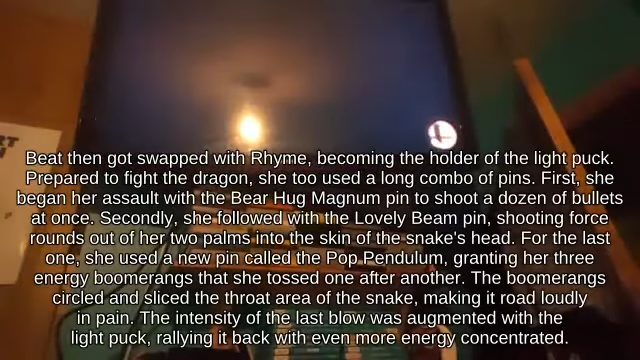 Beat then got swapped with Rhyme, becoming the holder of the light puck.
Prepared to fight the dragon, she too used a long combo of pins. First, she
began her assault with the Bear Hug Magnum pin to shoot a dozen of bullets
at once. Secondly, she followed with the Lovely Beam pin, shooting force
rounds out of her two palms into the skin of the snake's head. For the last
one, she used a new pin called the Pop Pendulum, granting her three
energy boomerangs that she tossed one after another. The boomerangs
circled and sliced the throat area of the snake, making it road loudly
in pain. The intensity of the last blow was augmented with the
light puck, rallying it back with even more energy concentrated.